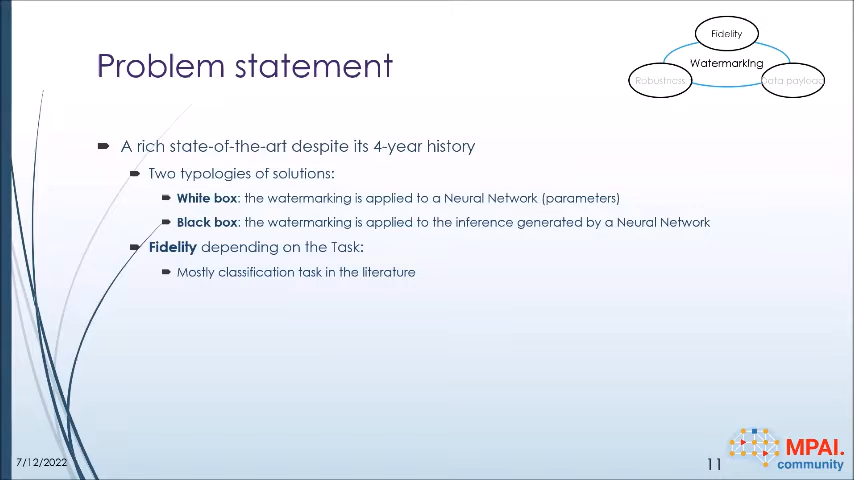 Problem statement
Fidelity
Watermarking
Robustness
Data payload
A rich state-of-the-art despite its 4-year history
Two typologies of solutions:
White box: the watermarking is applied to a Neural Network (parameters)
Black box: the watermarking is applied to the inference generated by a Neural Network
Fidelity depending on the Task:
Mostly classification task in the literature
7/12/2022
11
MPAI.
community